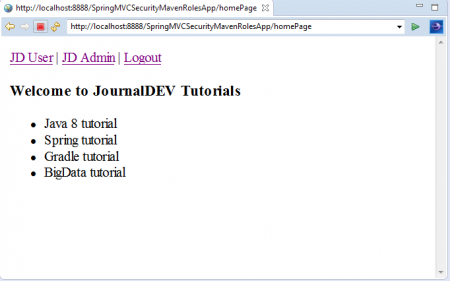 http://localhost:8888/SpringMVCSecurityMavenRolesApp/homePage
http://localhost:8888/SpringMVCSecurityMavenRolesApp/homePage
JD User | JD Admin | Logout
Welcome to JournalDEV Tutorials
Java 8 tutorial
Spring tutorial
Gradle tutorial
BigData tutorial